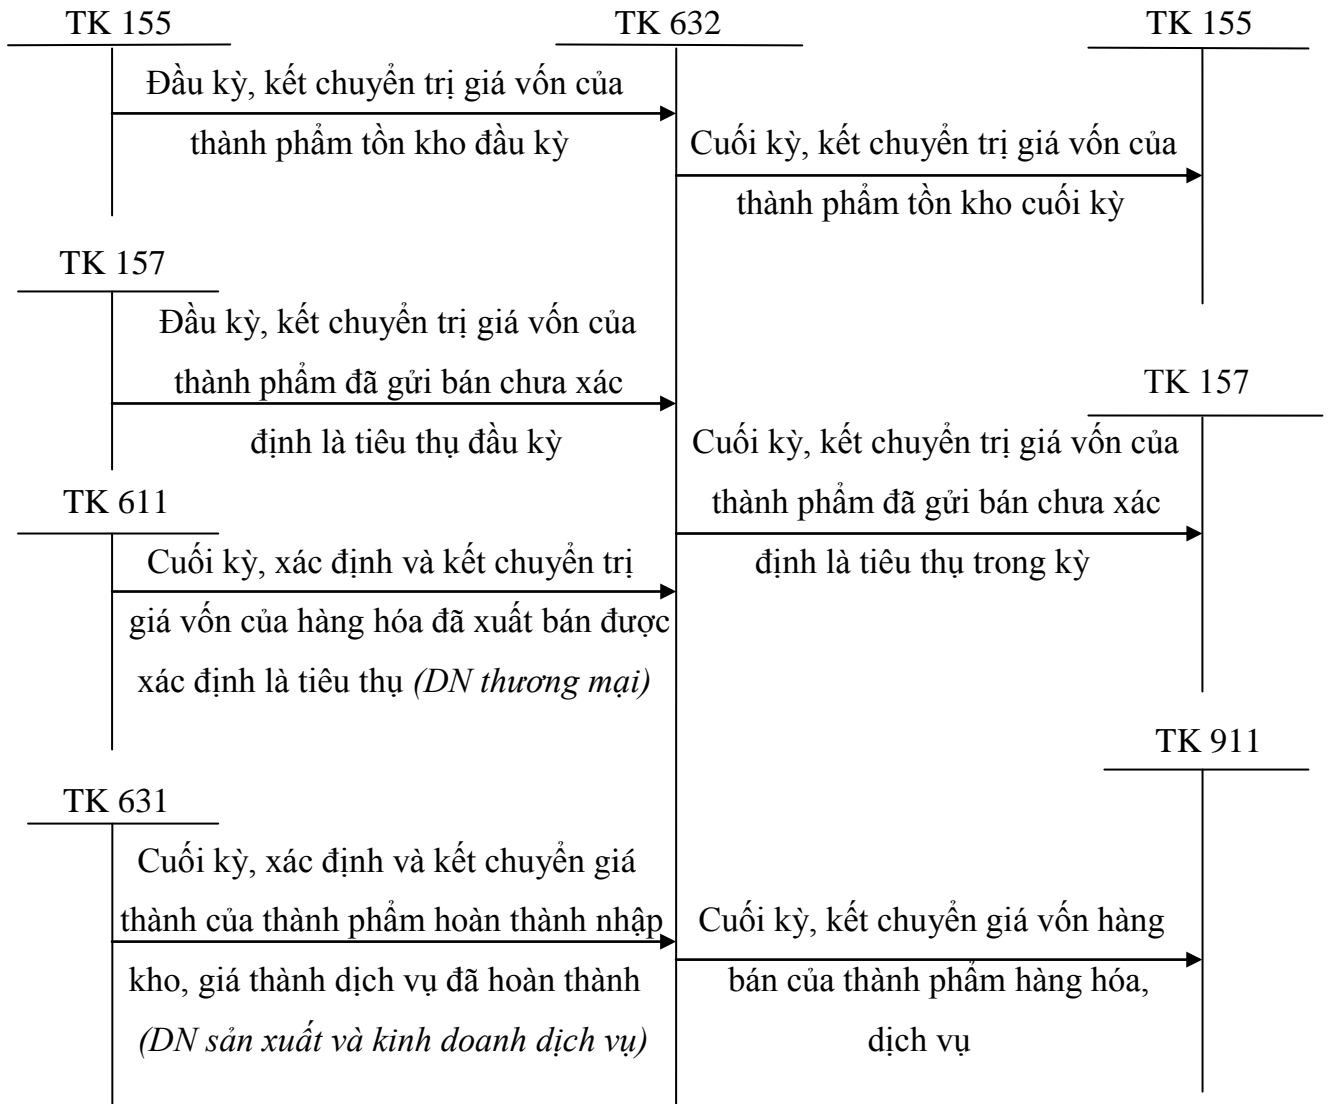 TK 155
TK 632
TK 155
Đầu kỳ, kết chuyển trị giá vốn của
thành phẩm tồn kho đầu kỳ
Cuối kỳ, kết chuyển trị giá vốn của
thành phẩm tồn kho cuối kỳ
TK 157
Đầu kỳ, kết chuyển trị giá vốn của
thành phẩm đã gửi bán chưa xác
định là tiêu thụ đầu kỳ
TK 157
Cuối kỳ, kết chuyển trị giá vốn của
thành phẩm đã gửi bán chưa xác
định là tiêu thụ trong kỳ
TK 611
Cuối kỳ, xác định và kết chuyển trị
giá vốn của hàng hóa đã xuất bán được
xác định là tiêu thụ (DN thương mại)
TK 911
TK 631
Cuối kỳ, xác định và kết chuyển giá
thành của thành phẩm hoàn thành nhập
kho, giá thành dịch vụ đã hoàn thành
(DN sản xuất và kinh doanh dịch vụ)
Cuối kỳ, kết chuyển giá vốn hàng
bán của thành phẩm hàng hóa,
dịch vụ